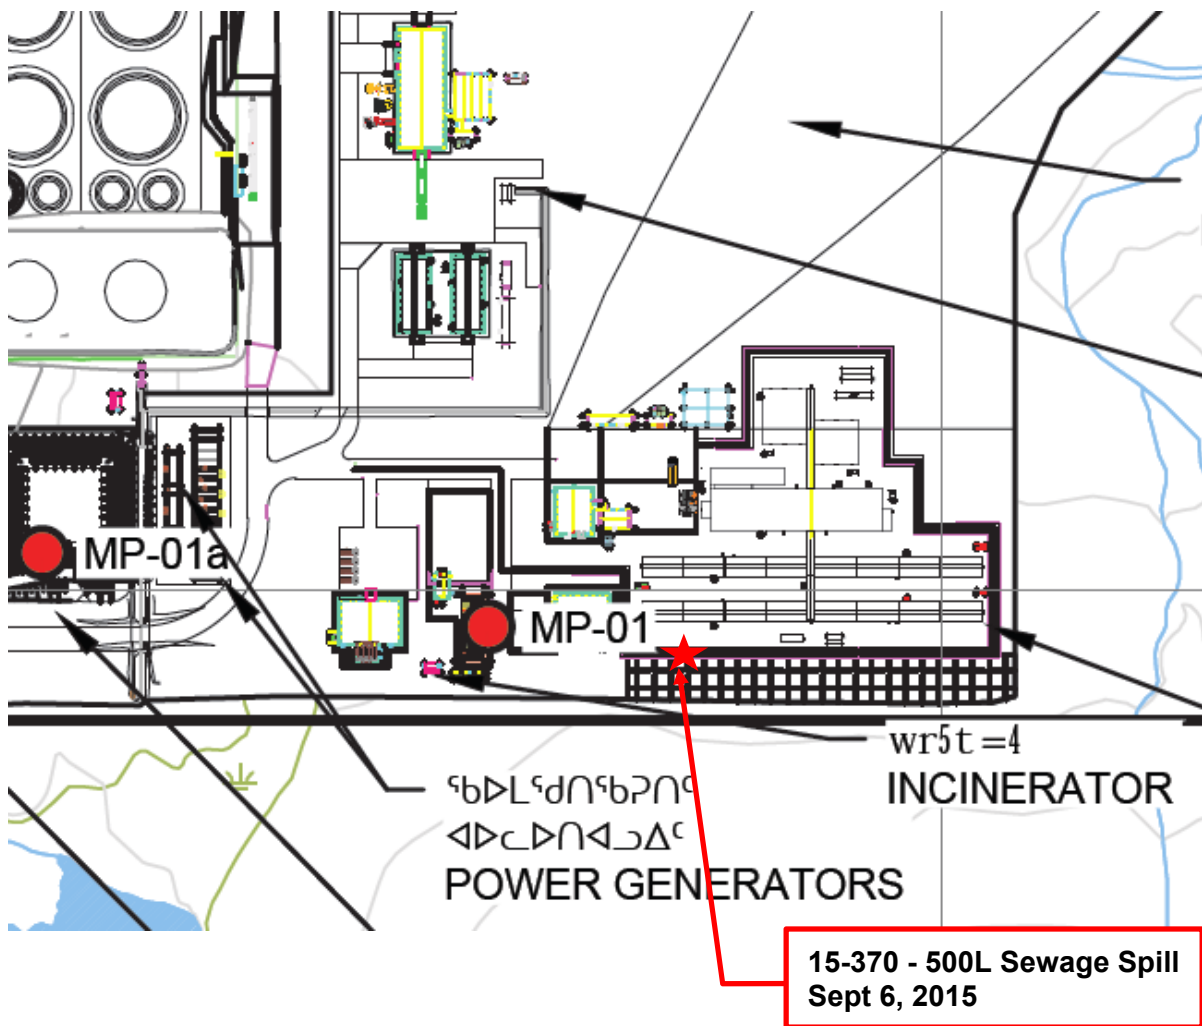 MP-01a
MP-01
wr5t=4
INCINERATOR
ᖃᐅᒪᖁᑎᖃᕈᑎᑦ
ᐊᐅᓚᐅᑎᐊᓗᐃᑦ
POWER GENERATORS
15-370 - 500L Sewage Spill
Sept 6, 2015